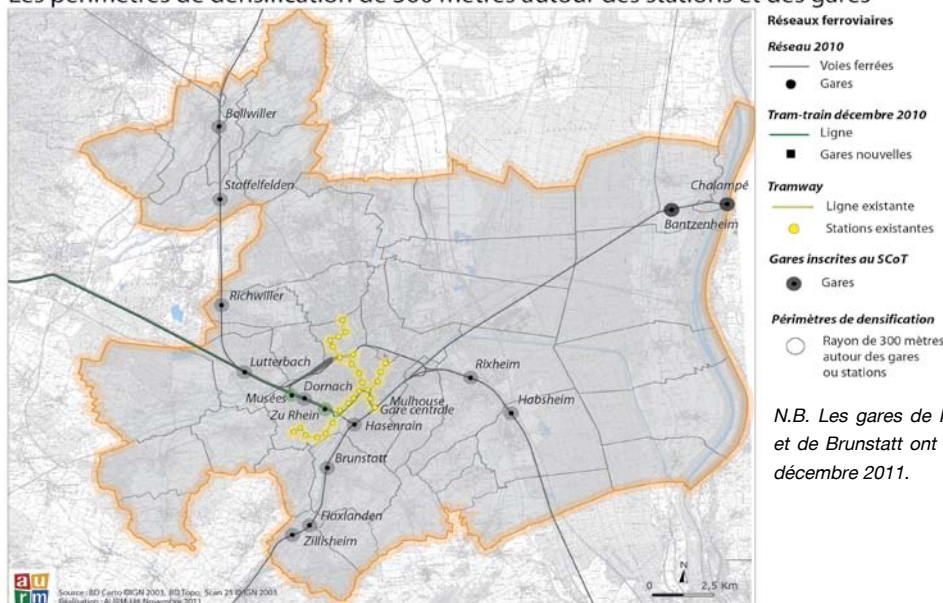 Les périmètres de densification de 300 mètres autour des stations et des gares
Réseaux ferroviaires
Réseau 2010
Voies ferrées
Gares
Tram-train décembre 2010
Ligne
Gares nouvelles
Tramway
Ligne existante
Stations existantes
Gares inscrites au SCoT
Gares
Périmètres de densification
Rayon de 300 mètres
autour des gares
ou stations
N.B. Les gares de
et de Brunstatt ont
décembre 2011.
Bollwiller
Staffelfelden
Chalampé
Bantzenheim
Richwiller
Lutterbach
Rixheim
Dornach
Musées
Mulhouse
Habsheim
Zu Rhein
Gare centrale
Hasenrain
Brunstatt
Flaxlanden
Zillisheim
N
0 2,5 Km
au
rm
Source : BD Carto ©IGN 2003, BD Topo, Scan 25 ©IGN 2003
Novembre 2011